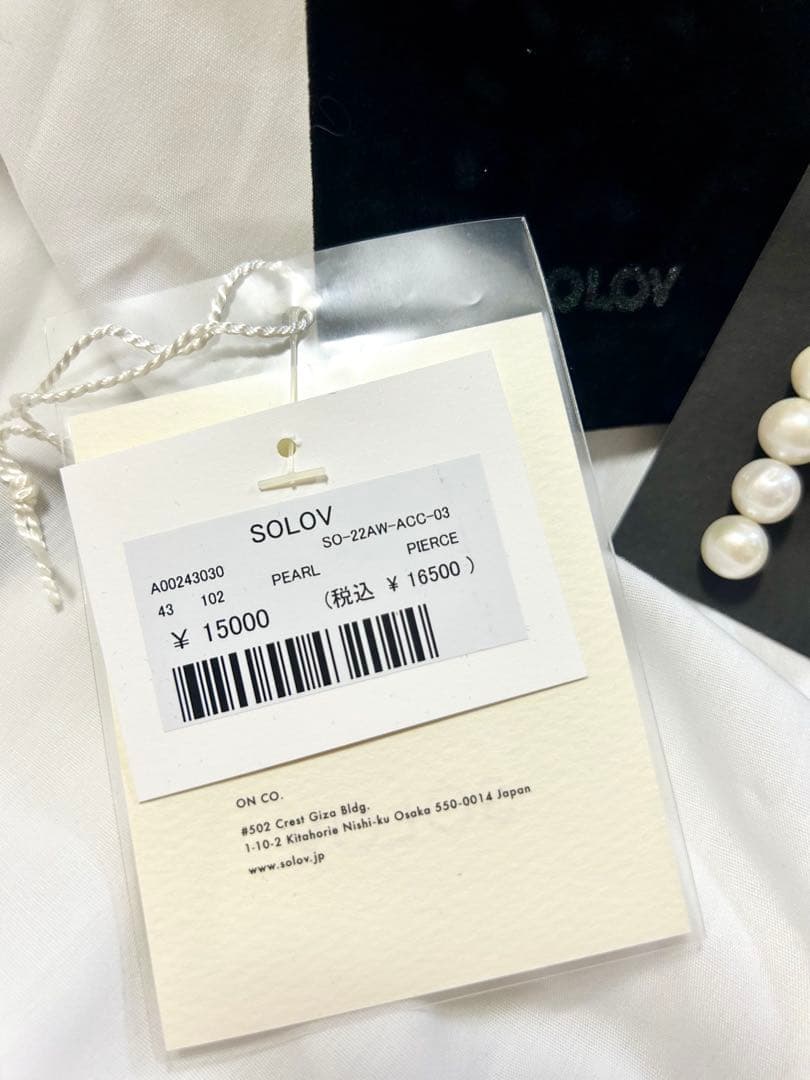 SOLOV
SOLOV
SO-22AW-ACC-03
A00243030 PIERCE
43 102 PEARL
¥ 15000 (税込 ¥ 16500 )
ON CO.
#502 Crest Giza Bldg.
1-10-2 Kitahorie Nishi-ku Osaka 550-0014 Japan
www.solov.jp